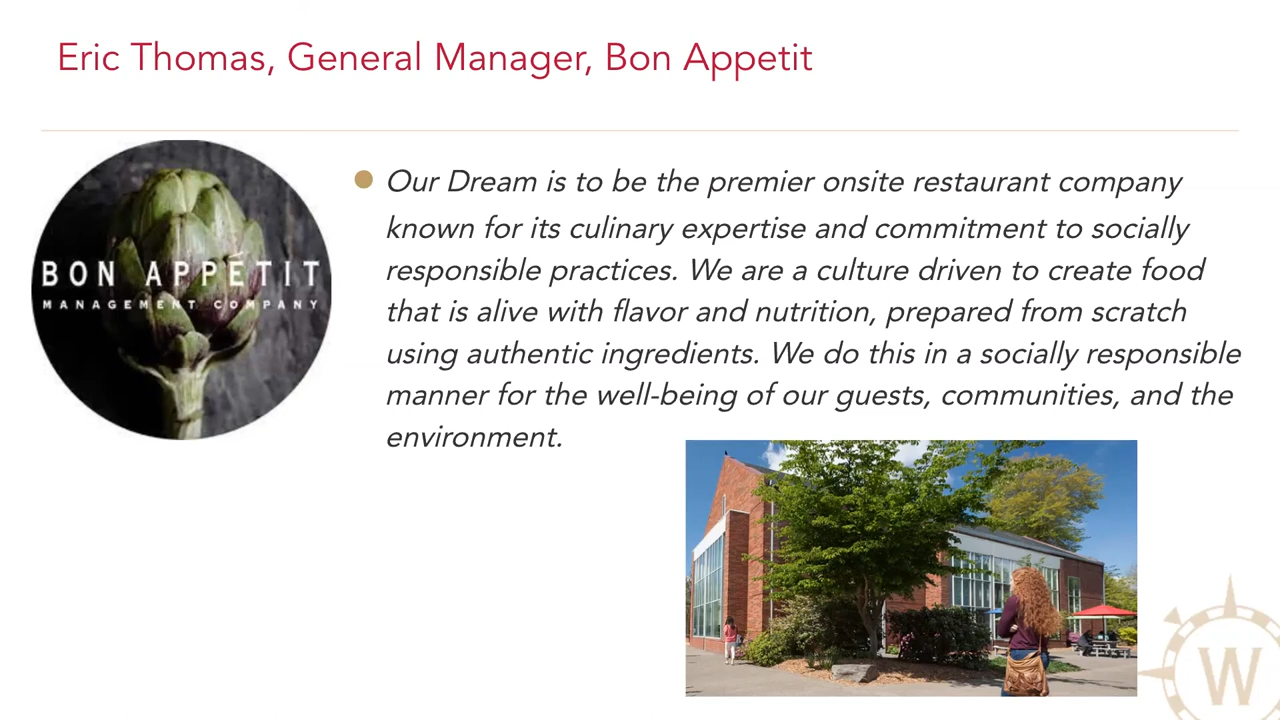 Eric Thomas, General Manager, Bon Appetit
BON APPÉTIT
MANAGEMENT COMPANY
Our Dream is to be the premier onsite restaurant company
known for its culinary expertise and commitment to socially
responsible practices. We are a culture driven to create food
that is alive with flavor and nutrition, prepared from scratch
using authentic ingredients. We do this in a socially responsible
manner for the well-being of our guests, communities, and the
environment.
W